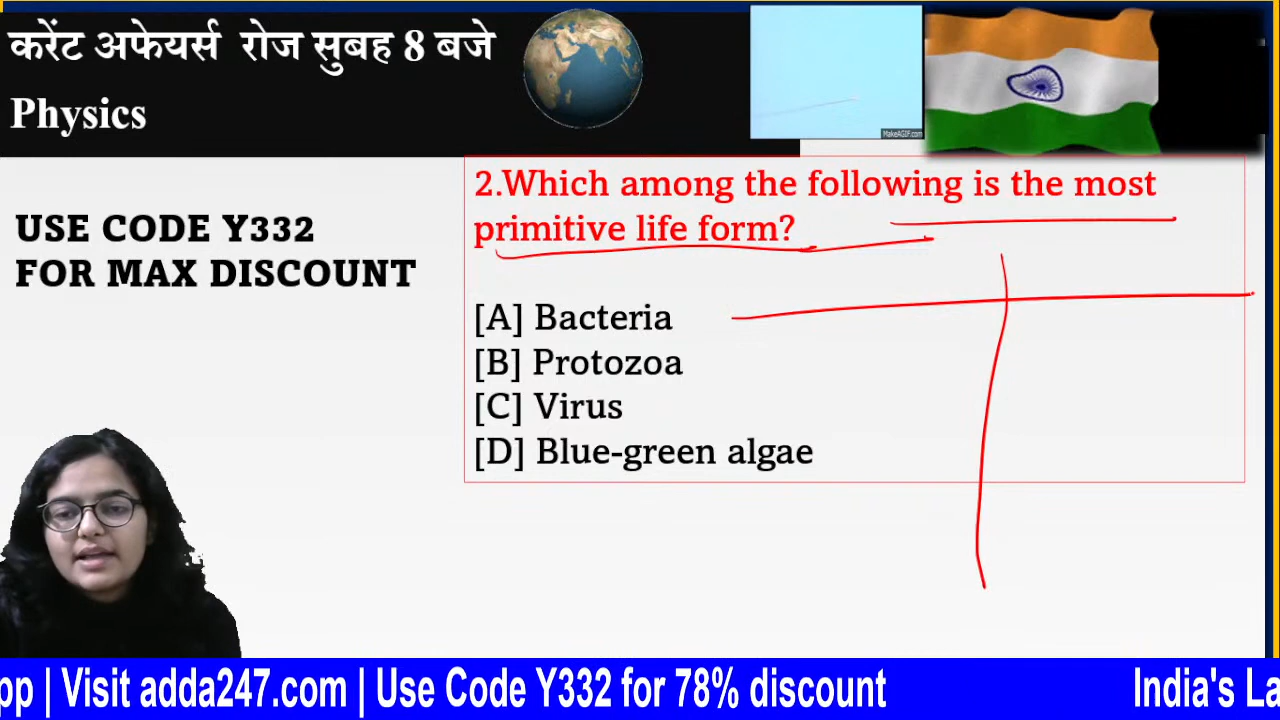 करेंट अफेयर्स रोज सुबह 8 बजे
Physics
MakeAGIF.com
USE CODE Y332
FOR MAX DISCOUNT
2.Which among the following is the most
primitive life form?
[A] Bacteria
[B] Protozoa
[C] Virus
[D] Blue-green algae
pp | Visit adda247.com | Use Code Y332 for 78% discount
India's La